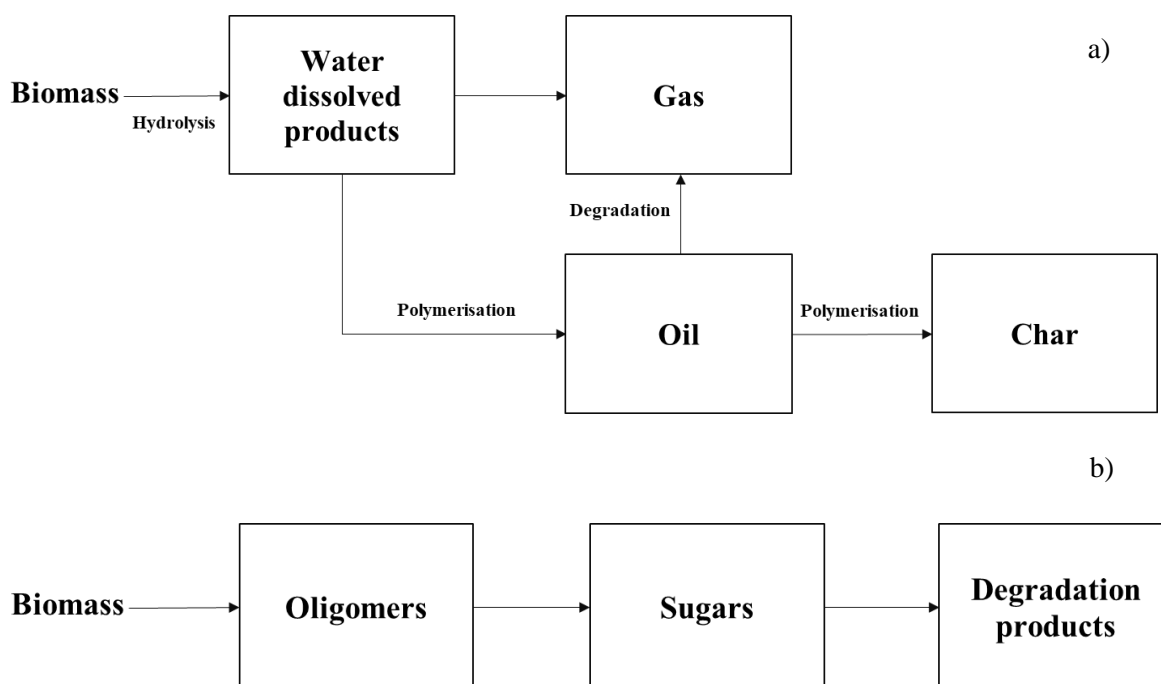 a)
Water
dissolved
products
Gas
Biomass
Hydrolysis
Degradation
Polymerisation
Oil
Polymerisation
Char
b)
Biomass
Oligomers
Sugars
Degradation
products